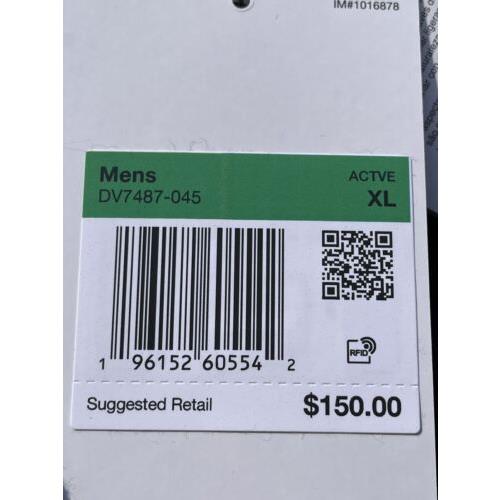 IM#1016878
Mens ACTVE
DV7487-045 XL
RFID
1 96152 60554 2
Suggested Retail $150.00